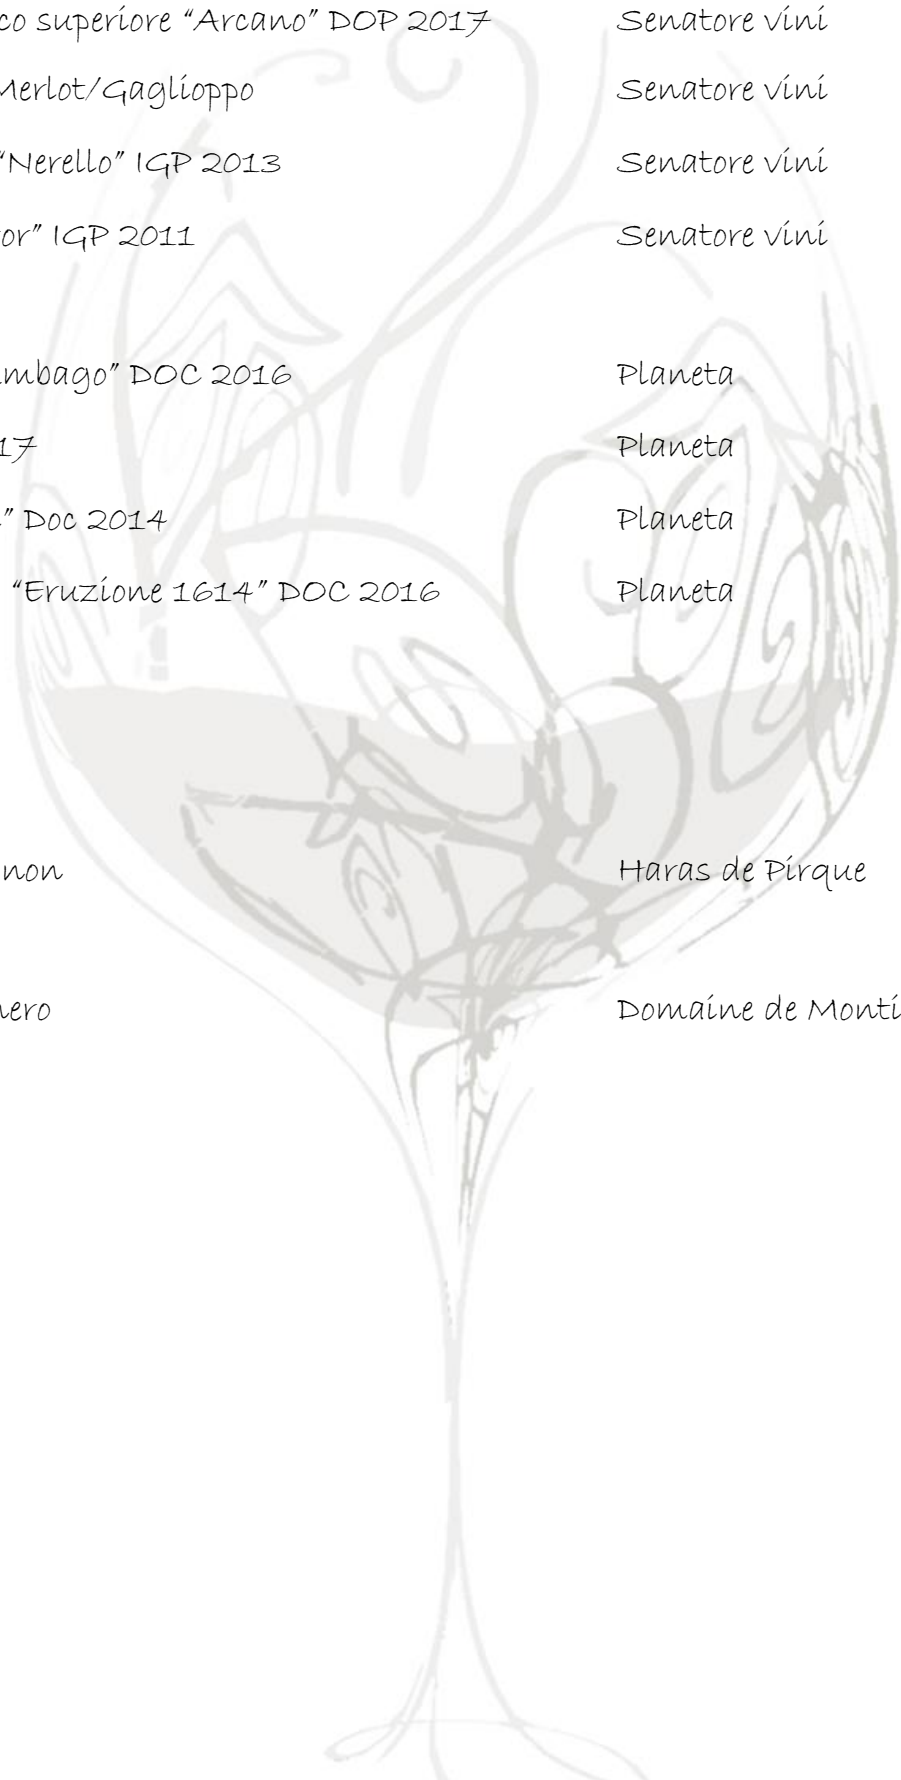 co superiore “Arcano” DOP 2017 Senatore vini
Merlot/Gaglioppo Senatore vini
“Nerello” IGP 2013 Senatore vini
or” IGP 2011 Senatore vini
mbago” DOC 2016 Planeta
17 Planeta
” Doc 2014 Planeta
“Eruzione 1614” DOC 2016 Planeta
non Haras de Pirque
nero Domaine de Monti